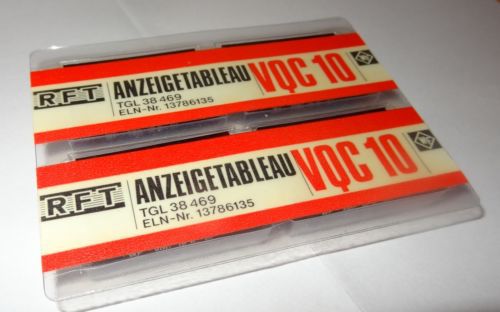 RFT ANZEIGETABLEAU VQC 10
TGL 38 469
ELN-Nr. 13786135
RFT ANZEIGETABLEAU VQC 10
TGL 38 469
ELN-Nr. 13786135